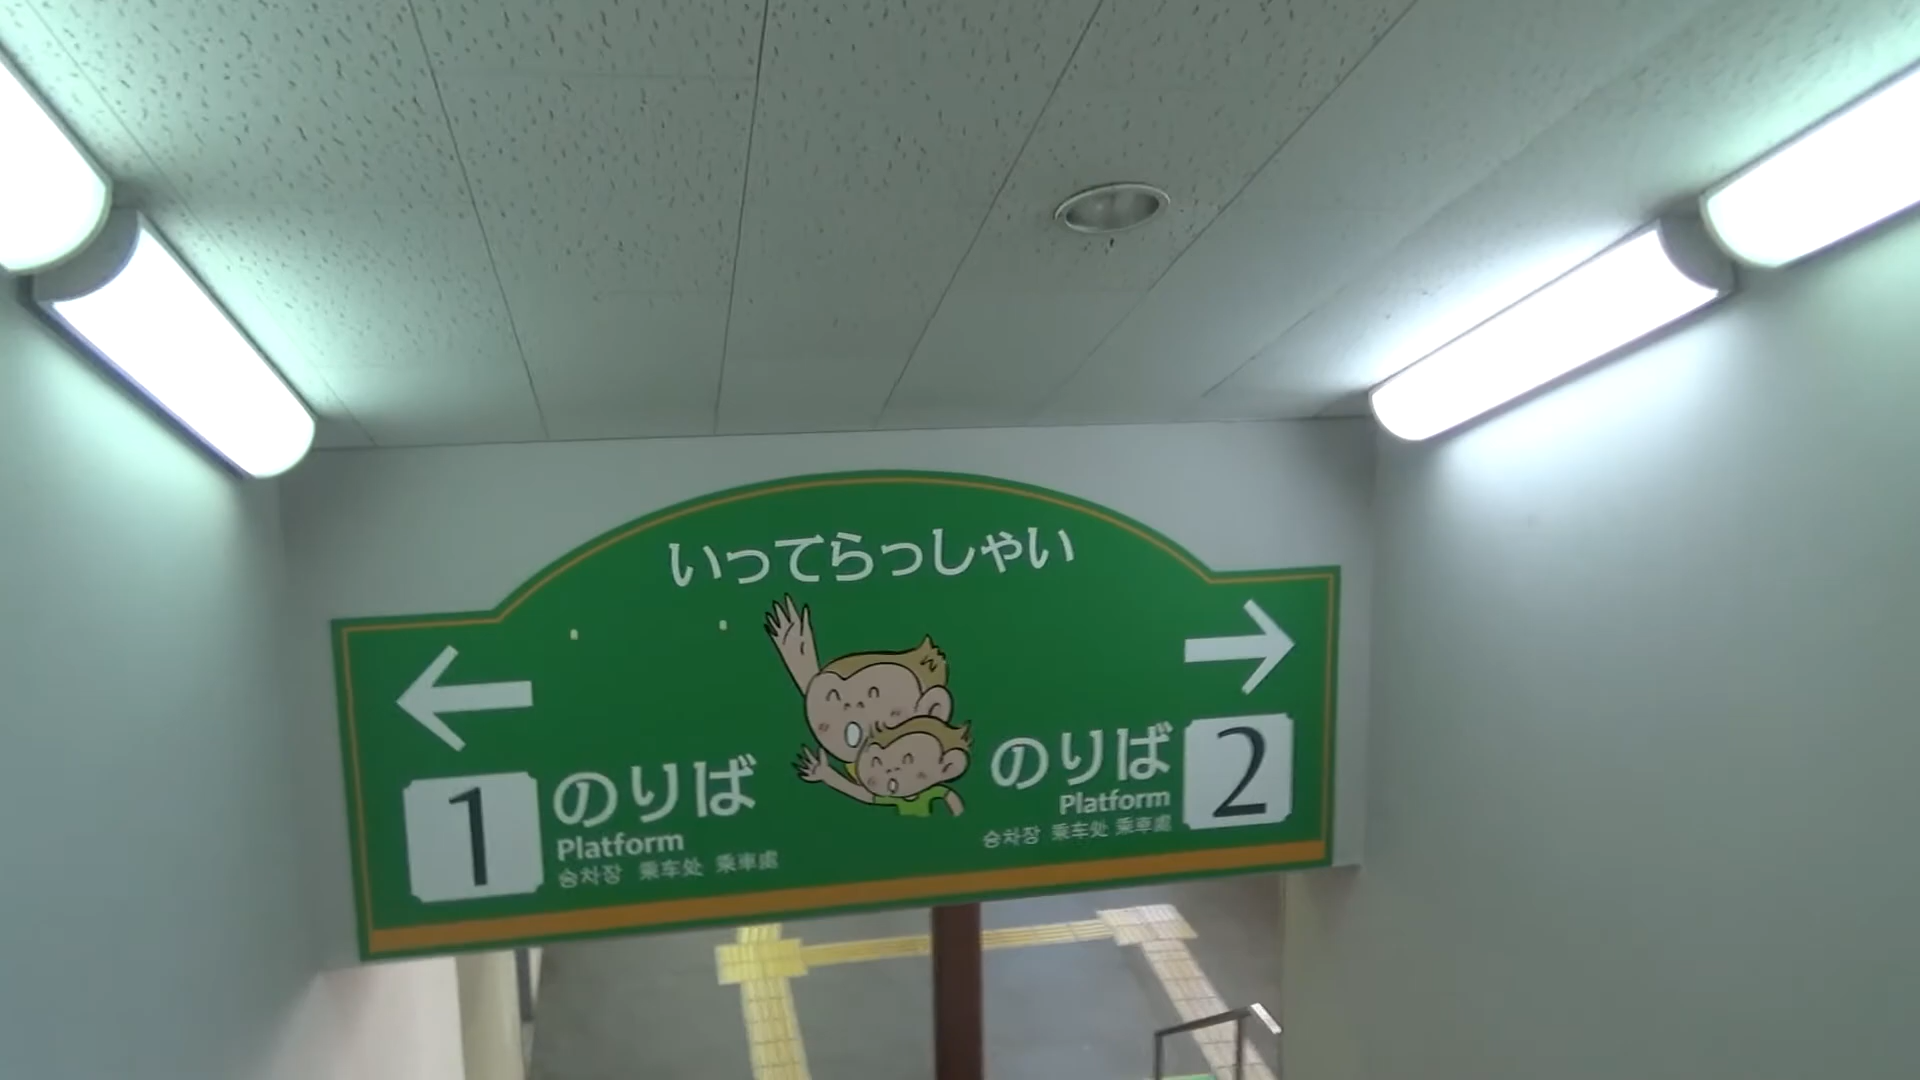 いってらっしゃい
←
1 のりば
Platform
승차장 乘车处 乘車處
→
のりば 2
Platform
승차장 乘车处 乘車處